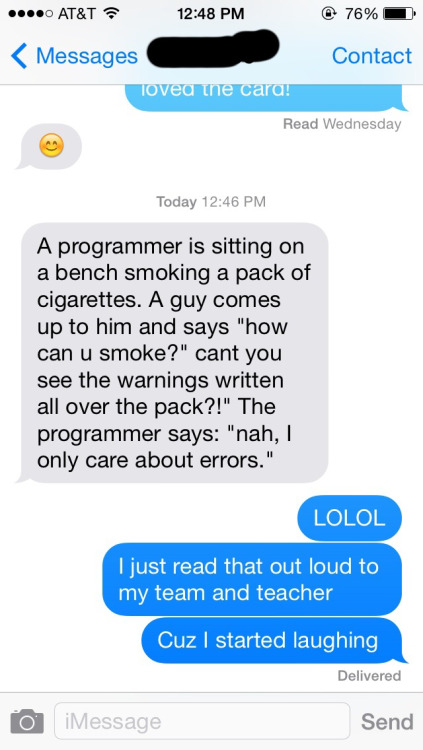 AT&T 12:48 PM 76%
Messages Contact
loved the card!
Read Wednesday
Today 12:46 PM
A programmer is sitting on
a bench smoking a pack of
cigarettes. A guy comes
up to him and says "how
can u smoke?" cant you
see the warnings written
all over the pack?!" The
programmer says: "nah, I
only care about errors."
LOLOL
I just read that out loud to
my team and teacher
Cuz I started laughing
Delivered
iMessage Send